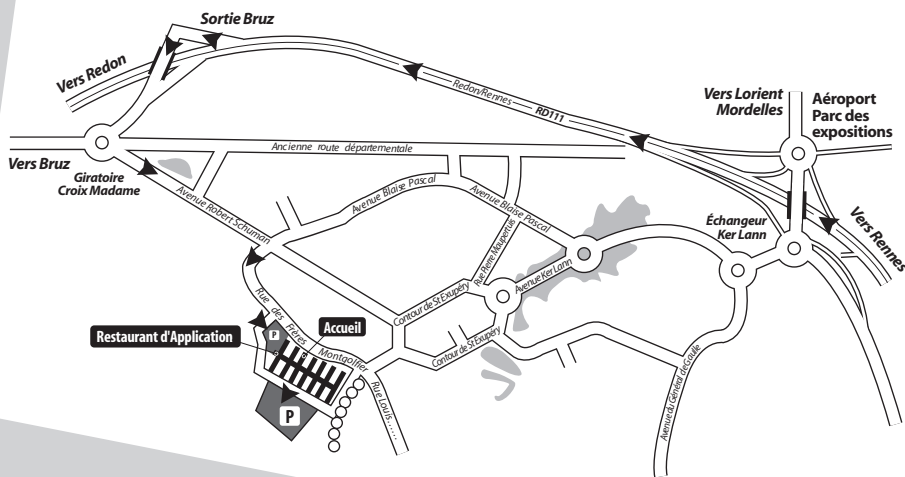 Sortie Bruz
Vers Redon
Redon/Rennes
RD111
Vers Lorient
Mordelles
Aéroport
Parc des
expositions
Ancienne route départementale
Vers Bruz
Giratoire
Croix Madame
Avenue Robert Schuman
Avenue Blaise Pascal
Avenue Blaise Pascal
Rue Pierre Maupertuis
Échangeur
Ker Lann
Vers Rennes
Avenue Ker Lann
Contour de St Exupéry
Contour de St Exupéry
Rue des Frères Montgolfier
Accueil
Restaurant d'Application
P
P
Rue Louis......
Avenue du Général de Gaulle